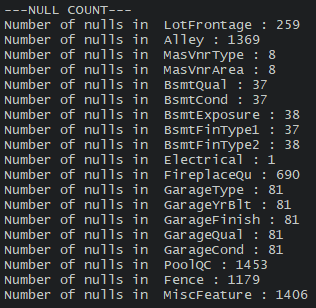 ---NULL COUNT---
Number of nulls in  LotFrontage : 259
Number of nulls in  Alley : 1369
Number of nulls in  MasVnrType : 8
Number of nulls in  MasVnrArea : 8
Number of nulls in  BsmtQual : 37
Number of nulls in  BsmtCond : 37
Number of nulls in  BsmtExposure : 38
Number of nulls in  BsmtFinType1 : 37
Number of nulls in  BsmtFinType2 : 38
Number of nulls in  Electrical : 1
Number of nulls in  FireplaceQu : 690
Number of nulls in  GarageType : 81
Number of nulls in  GarageYrBlt : 81
Number of nulls in  GarageFinish : 81
Number of nulls in  GarageQual : 81
Number of nulls in  GarageCond : 81
Number of nulls in  PoolQC : 1453
Number of nulls in  Fence : 1179
Number of nulls in  MiscFeature : 1406